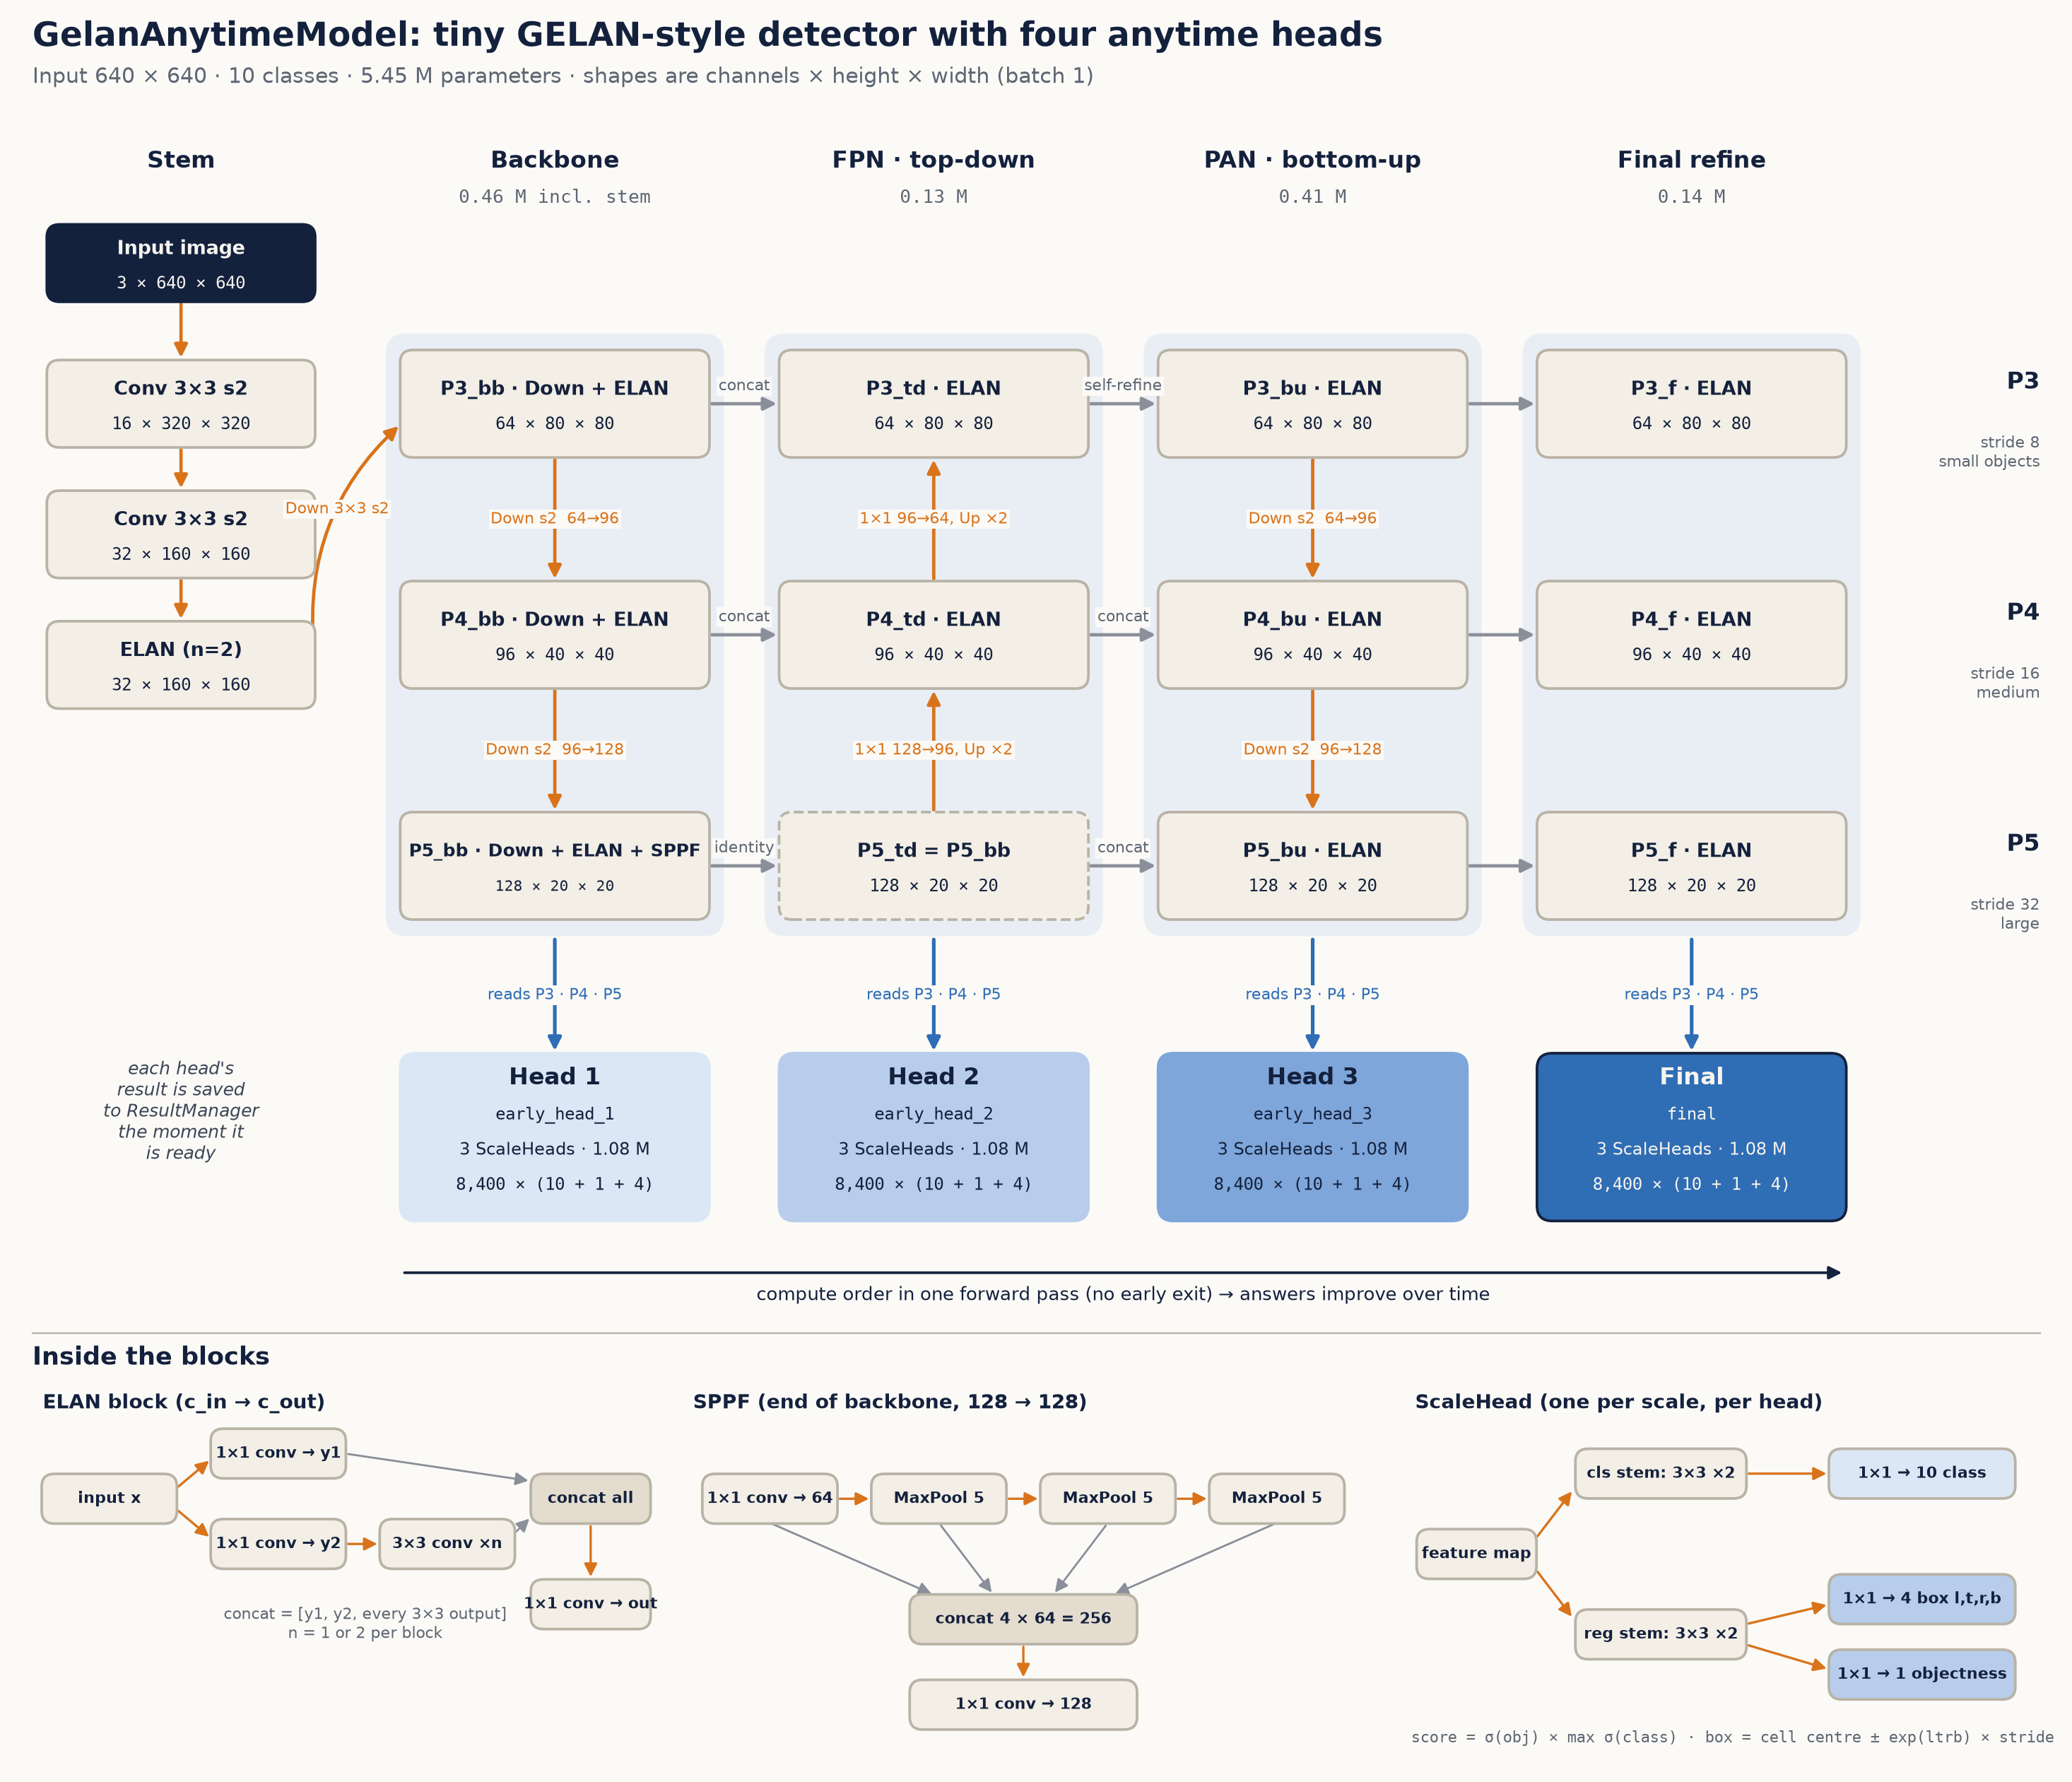 GelanAnytimeModel: tiny GELAN-style detector with four anytime heads
Input 640 × 640 · 10 classes · 5.45 M parameters · shapes are channels × height × width (batch 1)
Stem
Backbone
0.46 M incl. stem
FPN · top-down
0.13 M
PAN · bottom-up
0.41 M
Final refine
0.14 M
Input image
3 × 640 × 640
Conv 3×3 s2
16 × 320 × 320
Conv 3×3 s2
32 × 160 × 160
ELAN (n=2)
32 × 160 × 160
Down 3×3 s2
P3_bb · Down + ELAN
64 × 80 × 80
concat
P3_td · ELAN
64 × 80 × 80
self-refine
P3_bu · ELAN
64 × 80 × 80
P3_f · ELAN
64 × 80 × 80
P3
stride 8
small objects
Down s2  64→96
1×1 96→64, Up ×2
Down s2  64→96
P4_bb · Down + ELAN
96 × 40 × 40
concat
P4_td · ELAN
96 × 40 × 40
concat
P4_bu · ELAN
96 × 40 × 40
P4_f · ELAN
96 × 40 × 40
P4
stride 16
medium
Down s2  96→128
1×1 128→96, Up ×2
Down s2  96→128
P5_bb · Down + ELAN + SPPF
128 × 20 × 20
identity
P5_td = P5_bb
128 × 20 × 20
concat
P5_bu · ELAN
128 × 20 × 20
P5_f · ELAN
128 × 20 × 20
P5
stride 32
large
reads P3 · P4 · P5
reads P3 · P4 · P5
reads P3 · P4 · P5
reads P3 · P4 · P5
each head's
result is saved
to ResultManager
the moment it
is ready
Head 1
early_head_1
3 ScaleHeads · 1.08 M
8,400 × (10 + 1 + 4)
Head 2
early_head_2
3 ScaleHeads · 1.08 M
8,400 × (10 + 1 + 4)
Head 3
early_head_3
3 ScaleHeads · 1.08 M
8,400 × (10 + 1 + 4)
Final
final
3 ScaleHeads · 1.08 M
8,400 × (10 + 1 + 4)
compute order in one forward pass (no early exit) → answers improve over time
Inside the blocks
ELAN block (c_in → c_out)
input x
1×1 conv → y1
1×1 conv → y2
3×3 conv ×n
concat all
1×1 conv → out
concat = [y1, y2, every 3×3 output]
n = 1 or 2 per block
SPPF (end of backbone, 128 → 128)
1×1 conv → 64
MaxPool 5
MaxPool 5
MaxPool 5
concat 4 × 64 = 256
1×1 conv → 128
ScaleHead (one per scale, per head)
feature map
cls stem: 3×3 ×2
1×1 → 10 class
reg stem: 3×3 ×2
1×1 → 4 box l,t,r,b
1×1 → 1 objectness
score = σ(obj) × max σ(class) · box = cell centre ± exp(ltrb) × stride